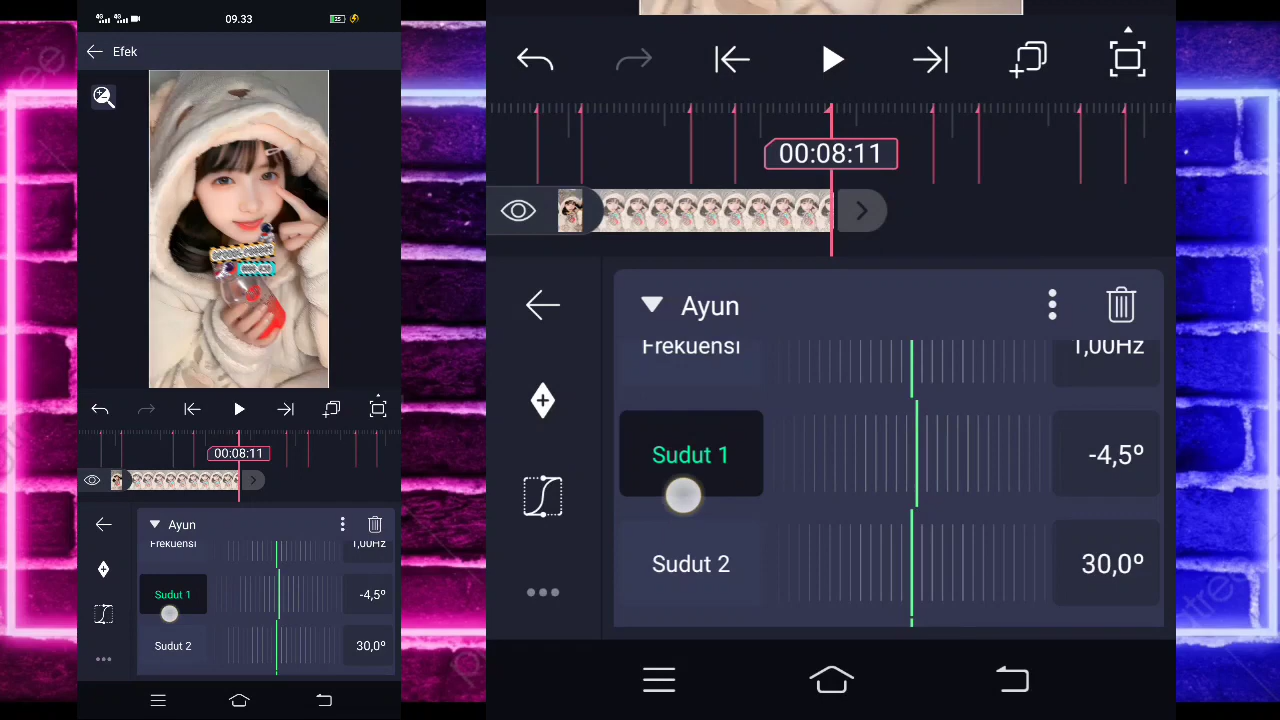 09.33
Efek
00:08:11
Ayun
Frekuensi 1,00Hz
Sudut 1 -4,5º
Sudut 2 30,0º
00:08:11
Ayun
Frekuensi 1,00Hz
Sudut 1 -4,5º
Sudut 2 30,0º